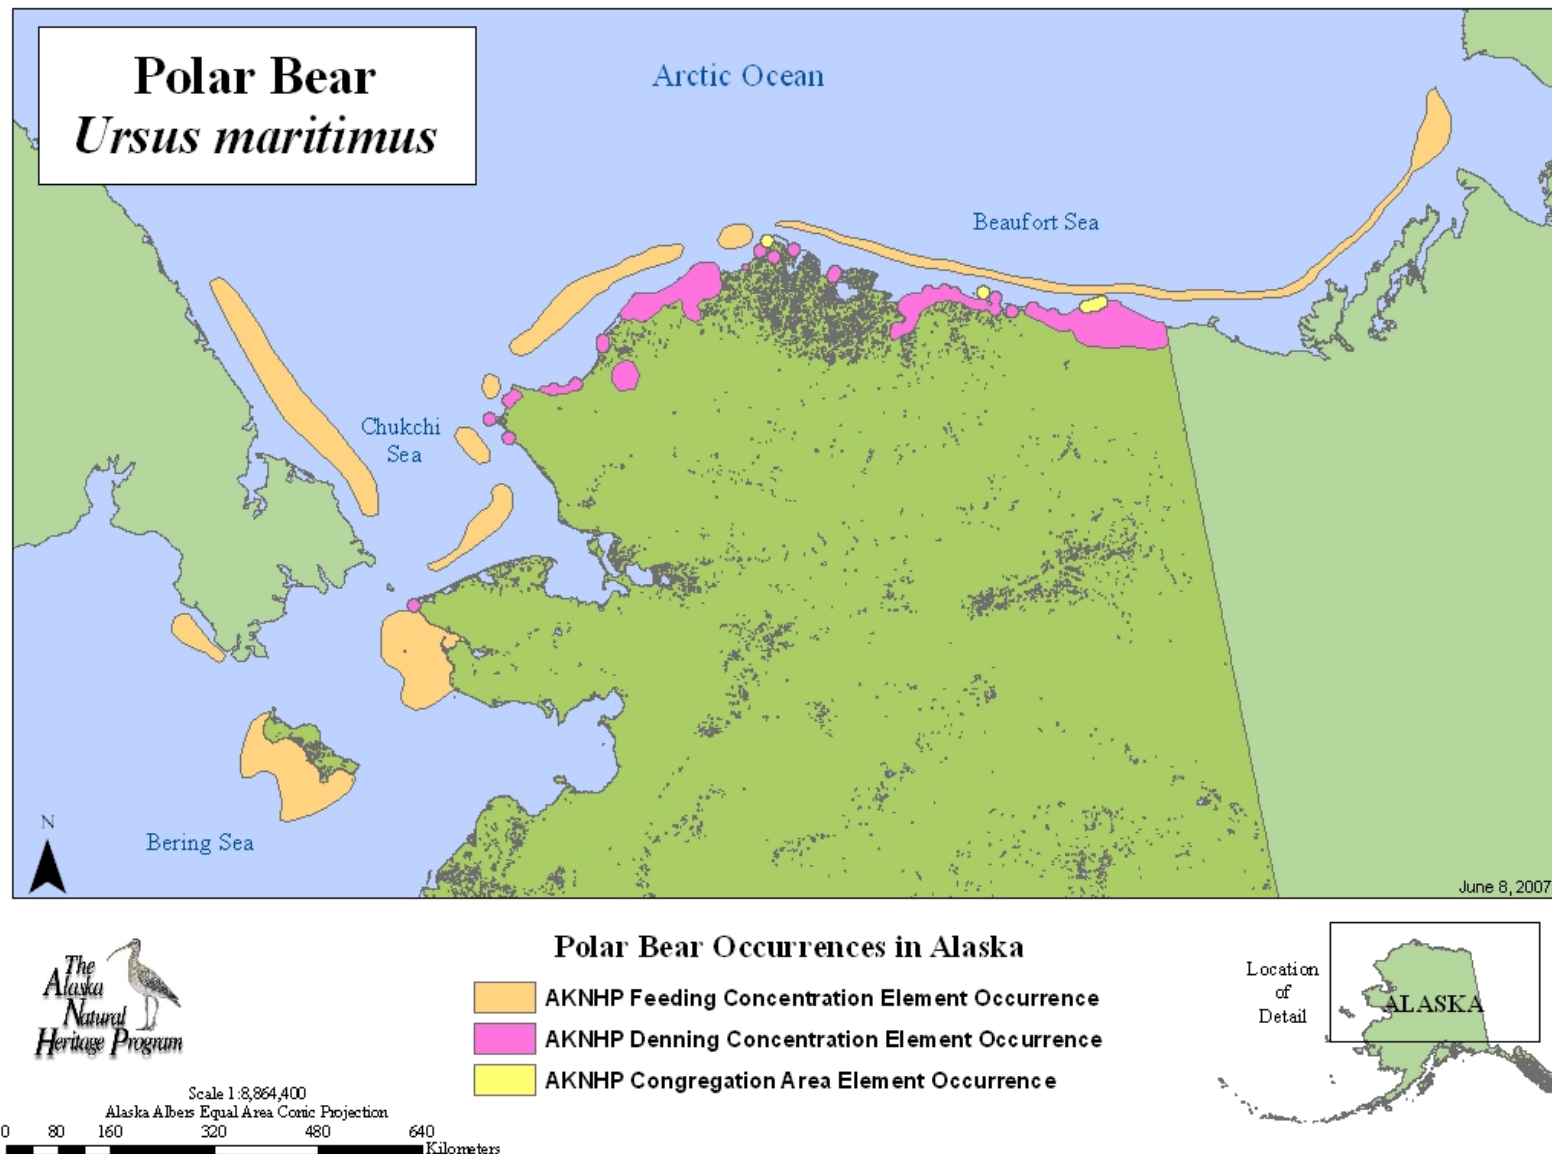 Polar Bear
Ursus maritimus
Arctic Ocean
Beaufort Sea
Chukchi
Sea
Bering Sea
N
June 8, 2007
The
Alaska
Natural
Heritage Program
Polar Bear Occurrences in Alaska
AKNHP Feeding Concentration Element Occurrence
AKNHP Denning Concentration Element Occurrence
AKNHP Congregation Area Element Occurrence
Location
of
Detail
ALASKA
Scale 1:8,864,400
Alaska Albers Equal Area Conic Projection
0 80 160 320 480 640
Kilometers